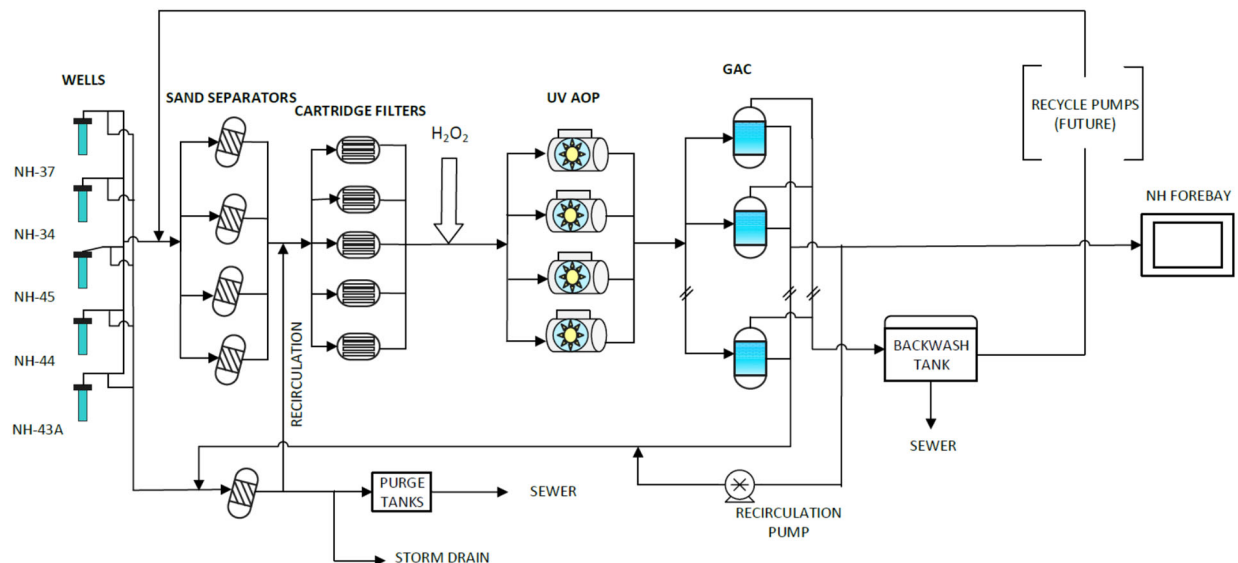 WELLS
NH-37
NH-34
NH-45
NH-44
NH-43A
SAND SEPARATORS
CARTRIDGE FILTERS
H₂O₂
UV AOP
GAC
RECYCLE PUMPS
(FUTURE)
NH FOREBAY
BACKWASH
TANK
SEWER
RECIRCULATION
PURGE
TANKS
SEWER
STORM DRAIN
RECIRCULATION
PUMP